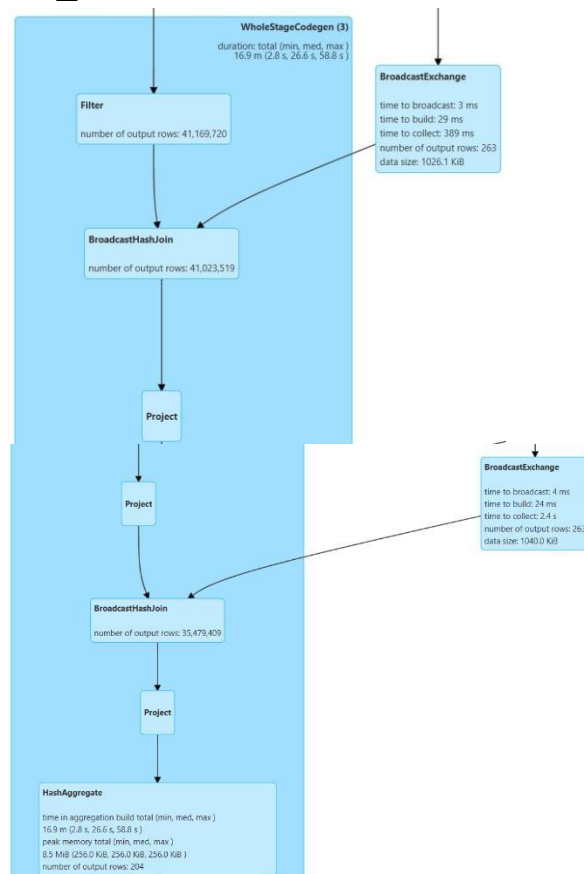 WholeStageCodegen (3)
duration: total (min, med, max )
16.9 m (2.8 s, 26.6 s, 58.8 s )
Filter
number of output rows: 41,169,720
BroadcastExchange
time to broadcast: 3 ms
time to build: 29 ms
time to collect: 389 ms
number of output rows: 263
data size: 1026.1 KiB
BroadcastHashJoin
number of output rows: 41,023,519
Project
Project
BroadcastExchange
time to broadcast: 4 ms
time to build: 24 ms
time to collect: 2.4 s
number of output rows: 263
data size: 1040.0 KiB
BroadcastHashJoin
number of output rows: 35,479,409
Project
HashAggregate
time in aggregation build total (min, med, max )
16.9 m (2.8 s, 26.6 s, 58.8 s )
peak memory total (min, med, max )
8.5 MiB (256.0 KiB, 256.0 KiB, 256.0 KiB )
number of output rows: 204